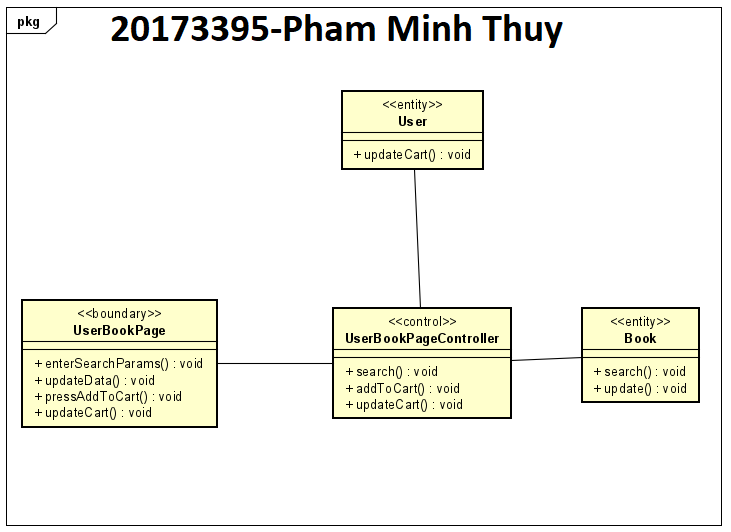 pkg
20173395-Pham Minh Thuy
<<entity>>
User
+ updateCart() : void
<<boundary>>
UserBookPage
+ enterSearchParams() : void
+ updateData() : void
+ pressAddToCart() : void
+ updateCart() : void
<<control>>
UserBookPageController
+ search() : void
+ addToCart() : void
+ updateCart() : void
<<entity>>
Book
+ search() : void
+ update() : void